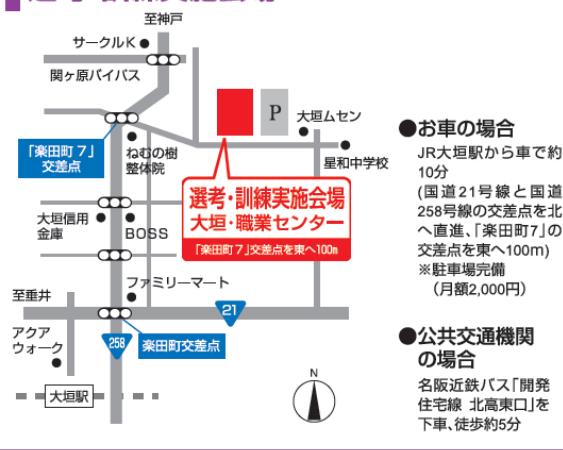 至神戸
サークルK
関ヶ原バイパス
P
大垣ムセン
「楽田町7」
交差点
ねむの樹
整体院
星和中学校
選考・訓練実施会場
大垣・職業センター
「楽田町7」交差点を東へ100m
大垣信用
金庫
BOSS
ファミリーマート
至垂井
21
アクア
ウォーク
258
楽田町交差点
大垣駅
N
●お車の場合
JR大垣駅から車で約
10分
(国道21号線と国道
258号線の交差点を北
へ直進、「楽田町7」の
交差点を東へ100m)
※駐車場完備
(月額2,000円)
●公共交通機関
の場合
名阪近鉄バス「開発
住宅線 北高東口」を
下車、徒歩約5分